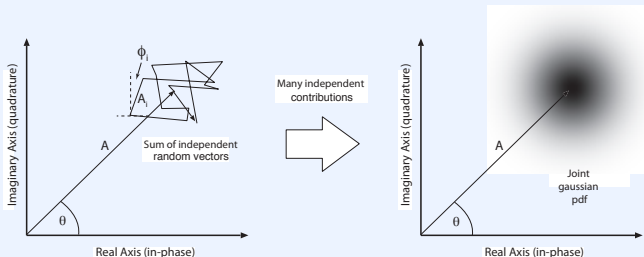 Imaginary Axis (quadrature)
ϕi
Ai
A
Sum of independent
random vectors
θ
Real Axis (in-phase)
Many independent
contributions
Imaginary Axis (quadrature)
A
Joint
gaussian
pdf
θ
Real Axis (in-phase)